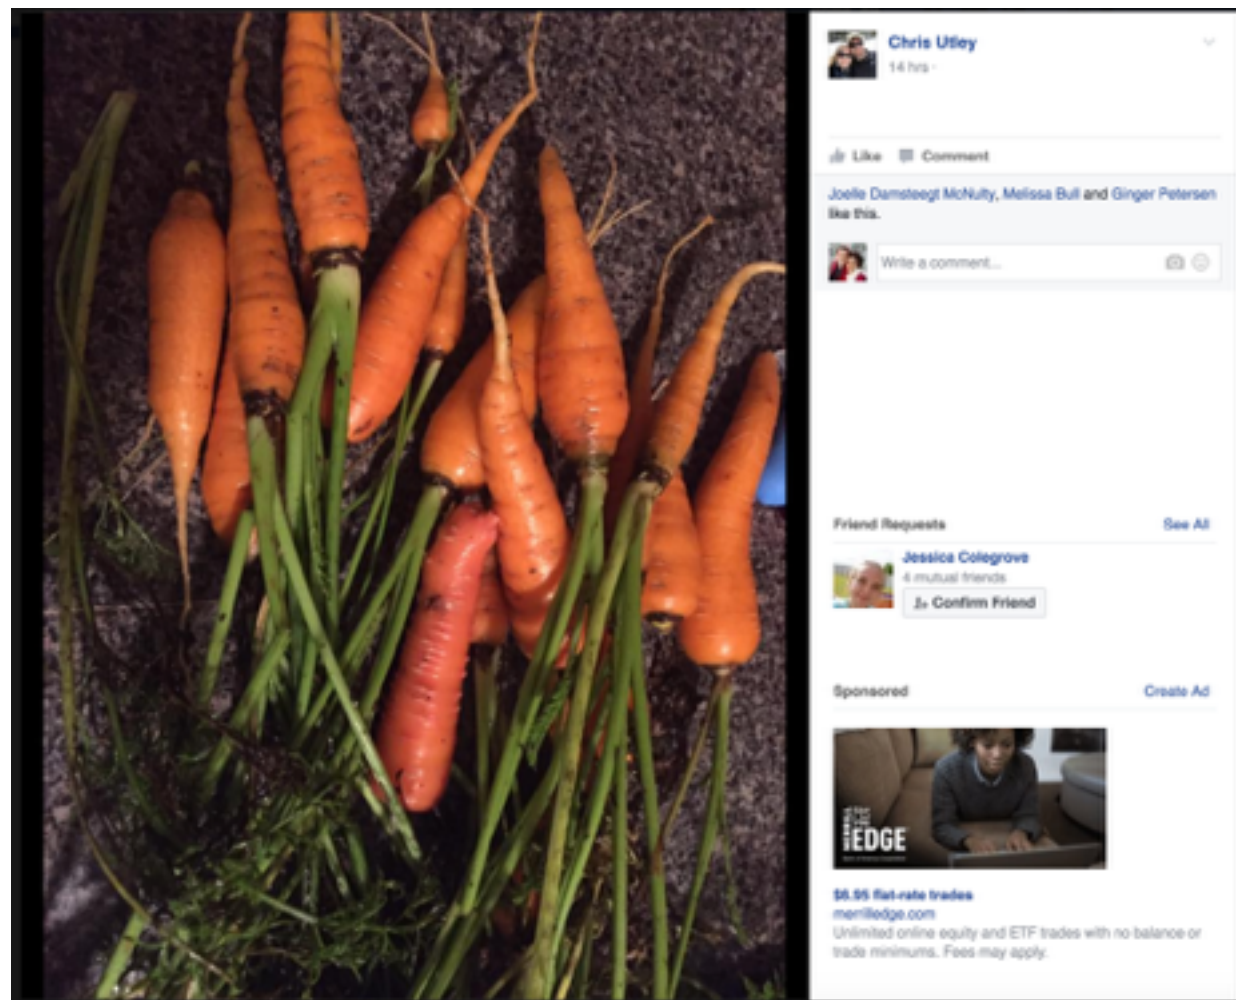 Chris Utley
14 hrs ·
Like Comment
Joelle Damsteegt McNulty, Melissa Bull and Ginger Petersen
like this.
Write a comment...
Friend Requests See All
Jessica Colegrove
4 mutual friends
Confirm Friend
Sponsored Create Ad
MERRILL
EDGE
$6.95 flat-rate trades
merrilledge.com
Unlimited online equity and ETF trades with no balance or
trade minimums. Fees may apply.